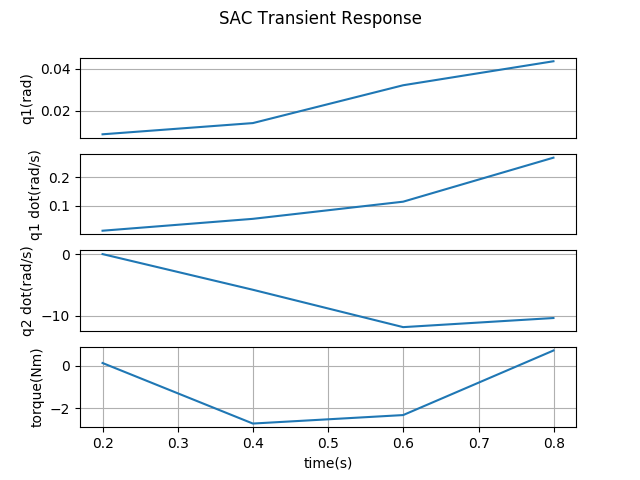 SAC Transient Response
q1(rad)
0.04
0.02
q1 dot(rad/s)
0.2
0.1
q2 dot(rad/s)
0
−10
torque(Nm)
0
−2
0.2 0.3 0.4 0.5 0.6 0.7 0.8
time(s)